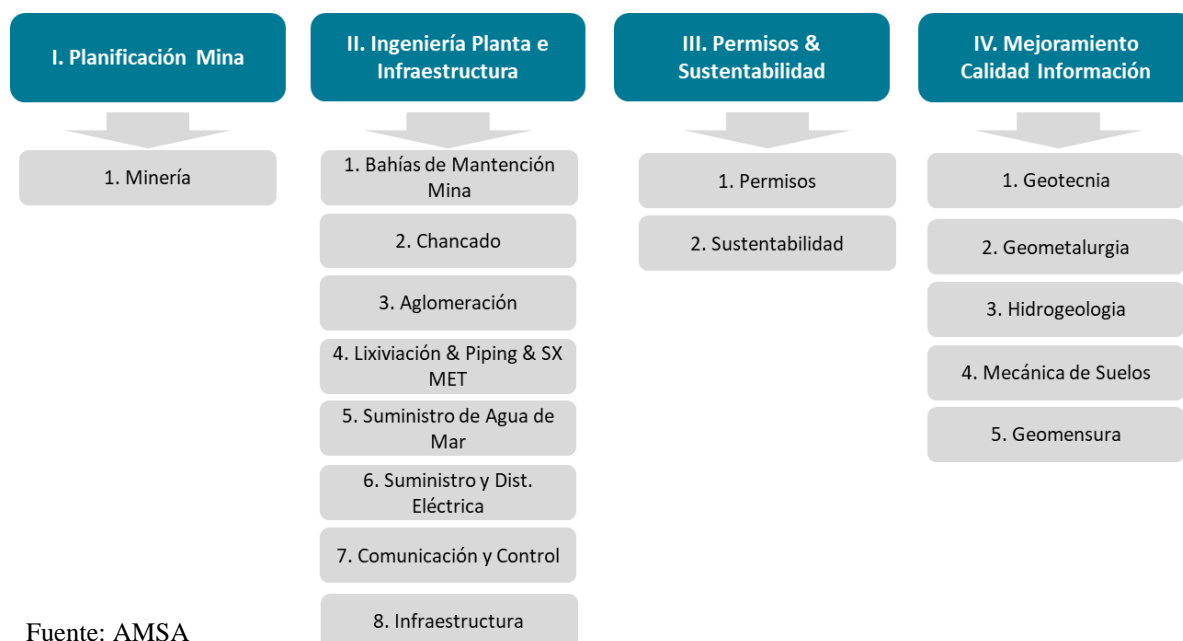 I. Planificación Mina
1. Minería
II. Ingeniería Planta e
Infraestructura
1. Bahías de Mantención
Mina
2. Chancado
3. Aglomeración
4. Lixiviación & Piping & SX
MET
5. Suministro de Agua de
Mar
6. Suministro y Dist.
Eléctrica
7. Comunicación y Control
8. Infraestructura
III. Permisos &
Sustentabilidad
1. Permisos
2. Sustentabilidad
IV. Mejoramiento
Calidad Información
1. Geotecnia
2. Geometalurgia
3. Hidrogeologia
4. Mecánica de Suelos
5. Geomensura
Fuente: AMSA